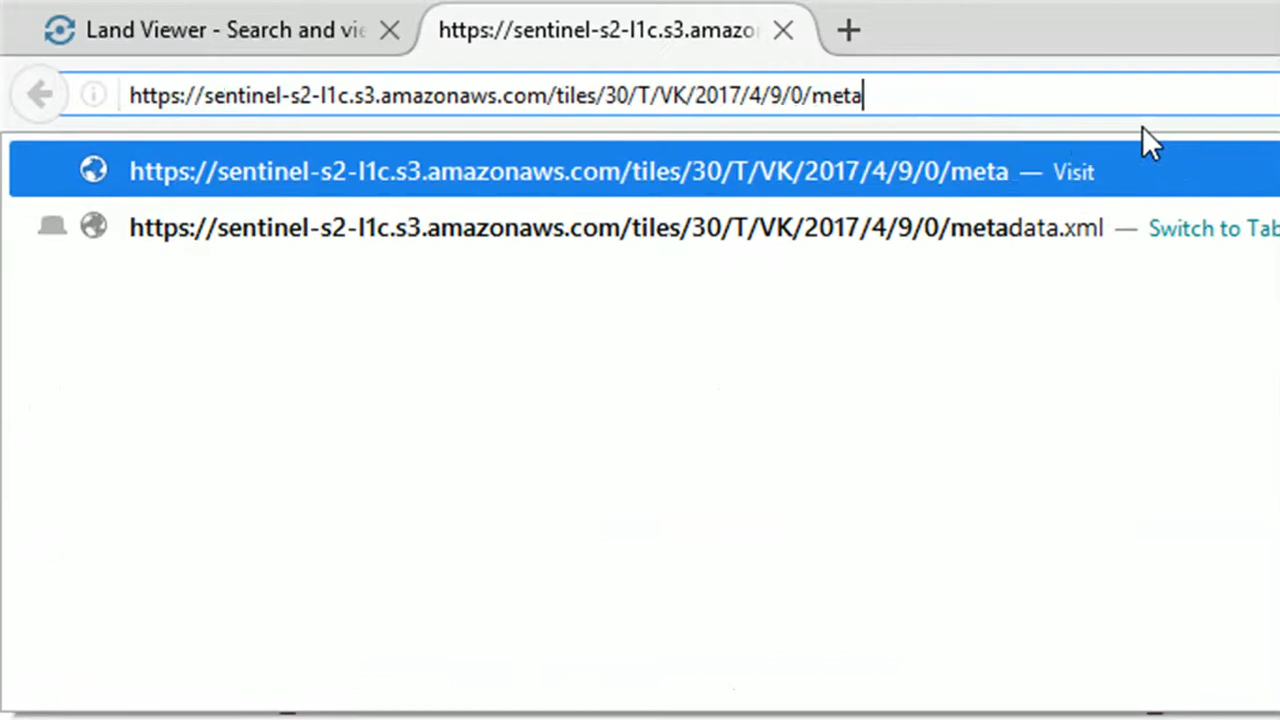 Land Viewer - Search and vie https://sentinel-s2-l1c.s3.amazo
https://sentinel-s2-l1c.s3.amazonaws.com/tiles/30/T/VK/2017/4/9/0/meta
https://sentinel-s2-l1c.s3.amazonaws.com/tiles/30/T/VK/2017/4/9/0/meta — Visit
https://sentinel-s2-l1c.s3.amazonaws.com/tiles/30/T/VK/2017/4/9/0/metadata.xml — Switch to Tab